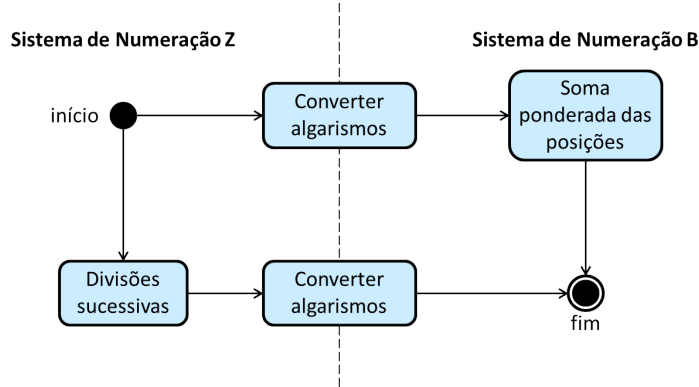 Sistema de Numeração Z
Sistema de Numeração B
início
Converter
algarismos
Soma
ponderada das
posições
Divisões
sucessivas
Converter
algarismos
fim